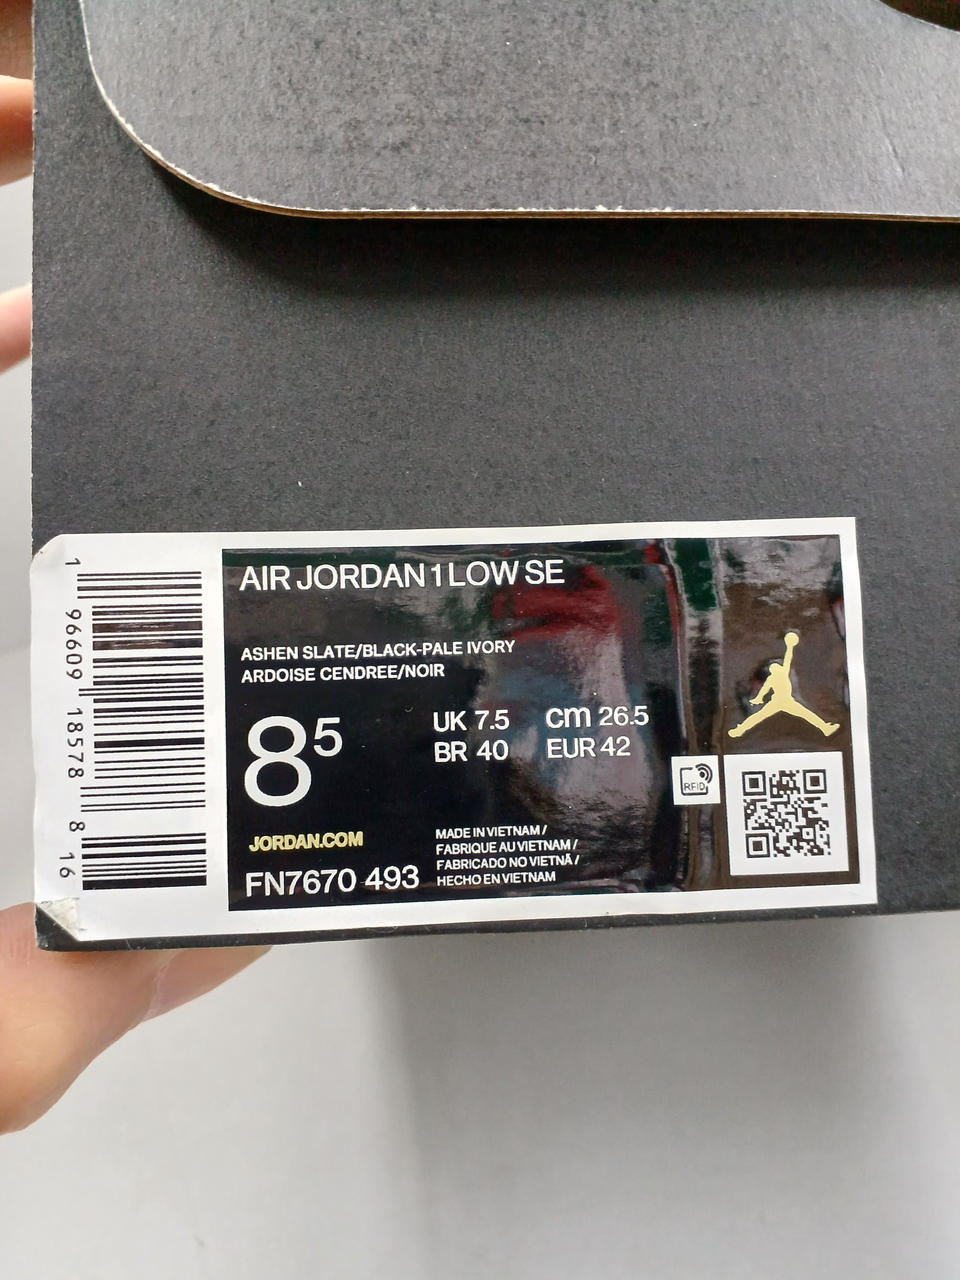 AIR JORDAN 1 LOW SE
ASHEN SLATE/BLACK-PALE IVORY
ARDOISE CENDREE/NOIR
8 5
UK 7.5 cm 26.5
BR 40 EUR 42
RFID
JORDAN.COM
FN7670 493
MADE IN VIETNAM /
FABRIQUE AU VIETNAM /
FABRICADO NO VIETNÃ /
HECHO EN VIETNAM
1 96609 18578 8 16